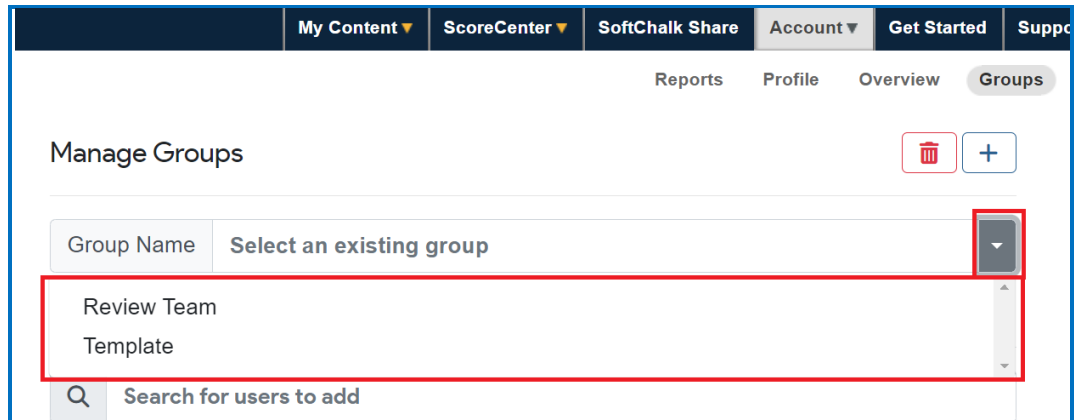 My Content ▼ ScoreCenter ▼ SoftChalk Share Account ▼ Get Started Suppo
Reports Profile Overview Groups
Manage Groups
Group Name Select an existing group
Review Team
Template
Search for users to add